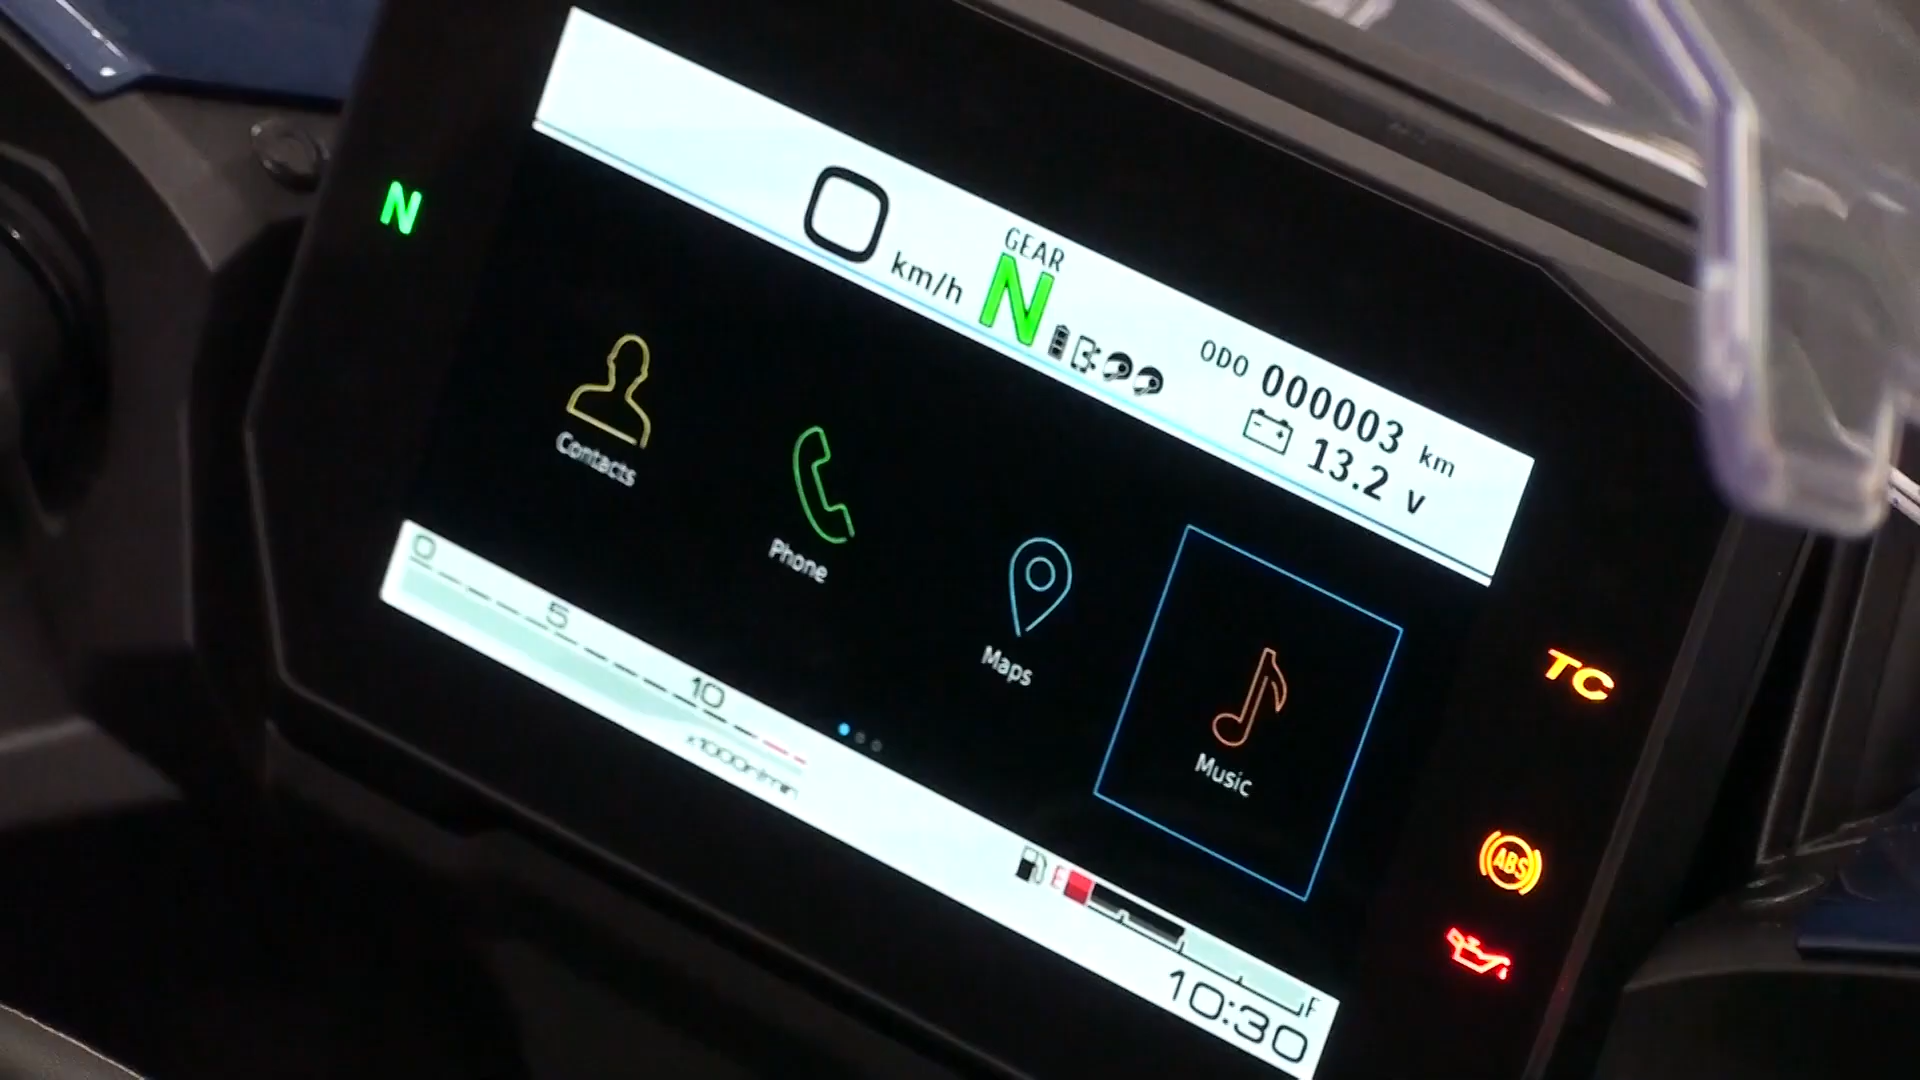 N
0 km/h
GEAR
N
ODO 000003 km
13.2 V
Contacts
Phone
Maps
Music
0 5 10
x1000r/min
E F
10:30
TC
ABS